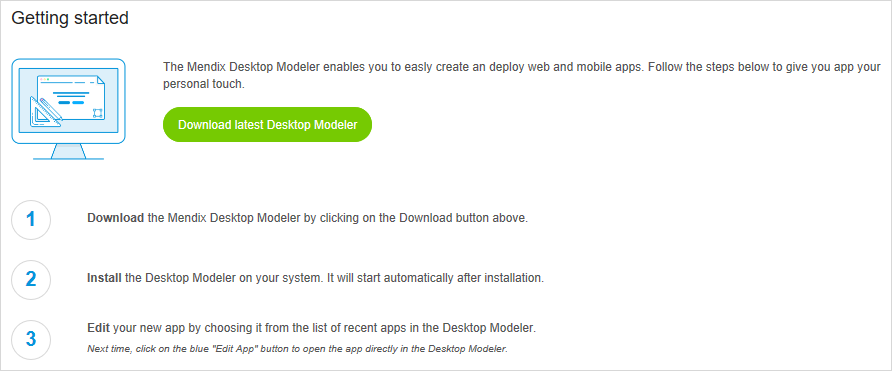 Getting started
The Mendix Desktop Modeler enables you to easly create an deploy web and mobile apps. Follow the steps below to give you app your
personal touch.
Download latest Desktop Modeler
1
Download the Mendix Desktop Modeler by clicking on the Download button above.
2
Install the Desktop Modeler on your system. It will start automatically after installation.
3
Edit your new app by choosing it from the list of recent apps in the Desktop Modeler.
Next time, click on the blue "Edit App" button to open the app directly in the Desktop Modeler.